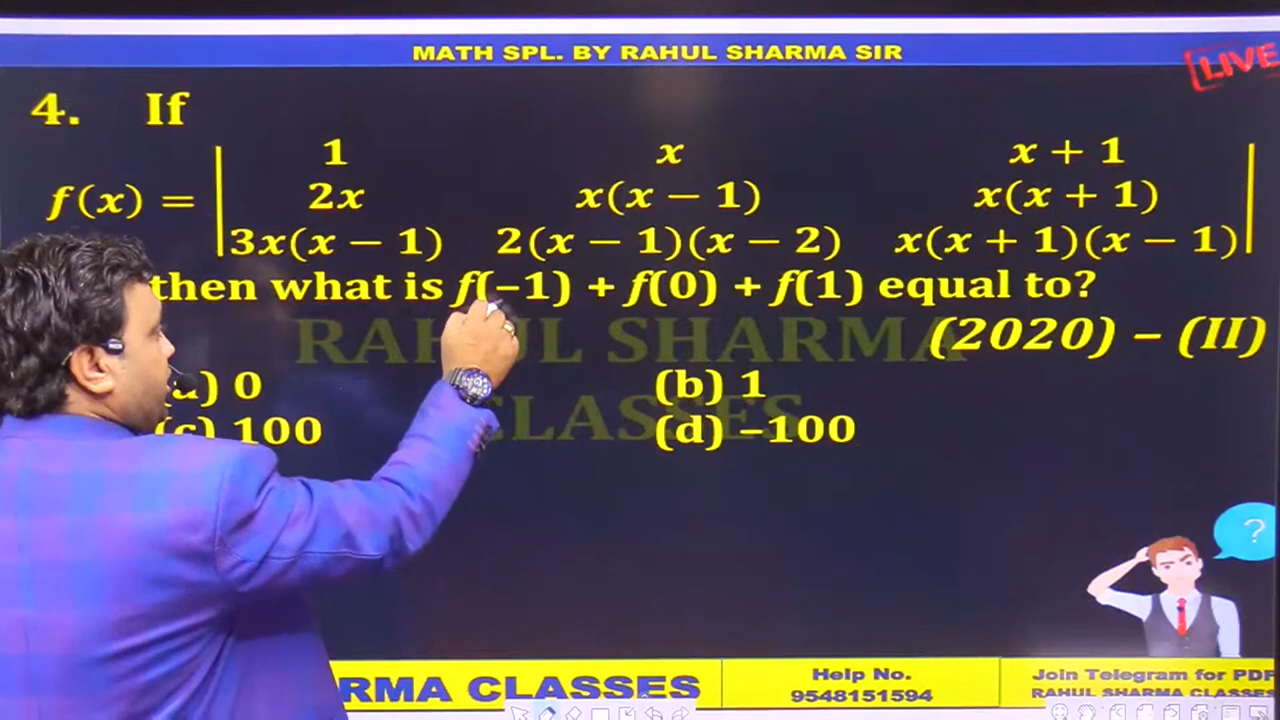 MATH SPL. BY RAHUL SHARMA SIR
LIVE
4. If
f(x) = | 1 x x + 1 |
| 2x x(x − 1) x(x + 1) |
| 3x(x − 1) 2(x − 1)(x − 2) x(x + 1)(x − 1) |
then what is f(−1) + f(0) + f(1) equal to?
(2020) – (II)
RAHUL SHARMA
CLASSES
(a) 0 (b) 1
(c) 100 (d) −100
?
RMA CLASSES
Help No.
9548151594
Join Telegram for PDF
RAHUL SHARMA CLASSES